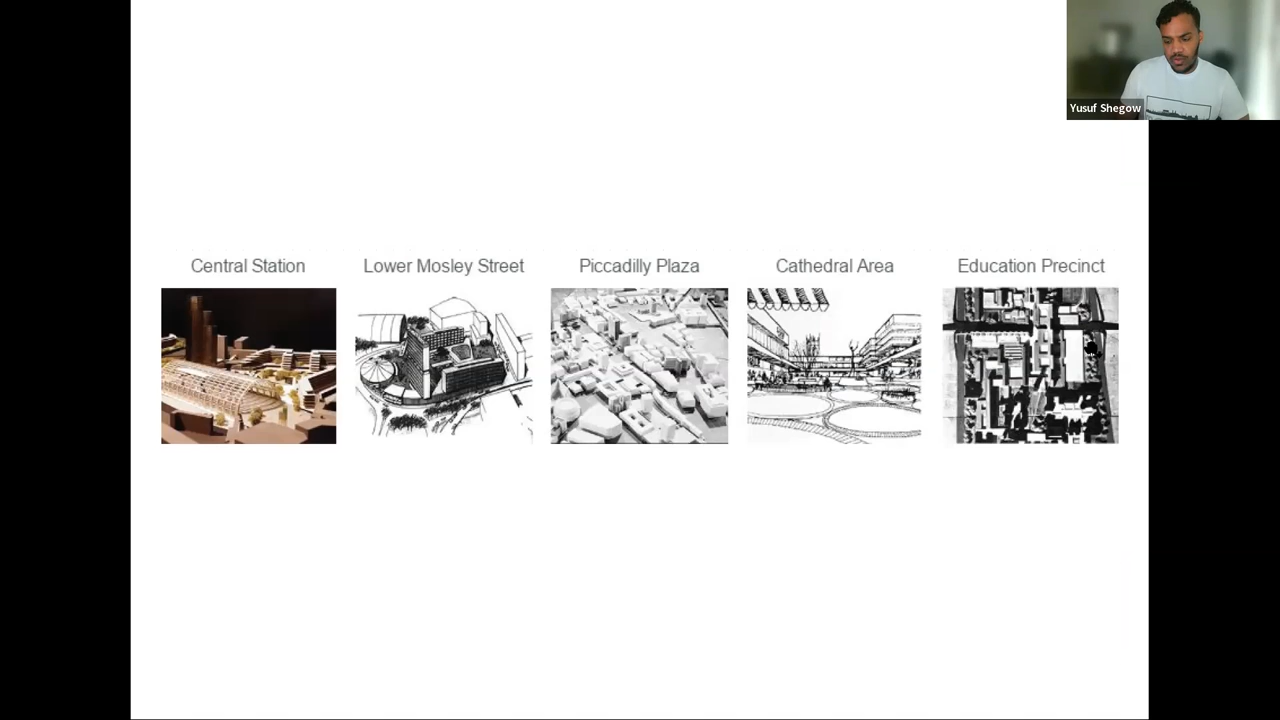 Yusuf Shegow
Central Station
Lower Mosley Street
Piccadilly Plaza
Cathedral Area
Education Precinct